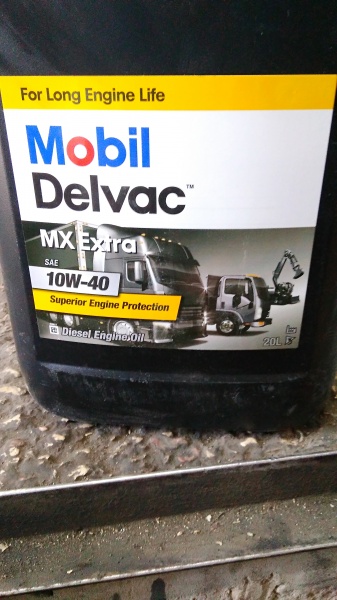 For Long Engine Life
Mobil
Delvac™
MX Extra
SAE
10W-40
Superior Engine Protection
Diesel Engine Oil
20L